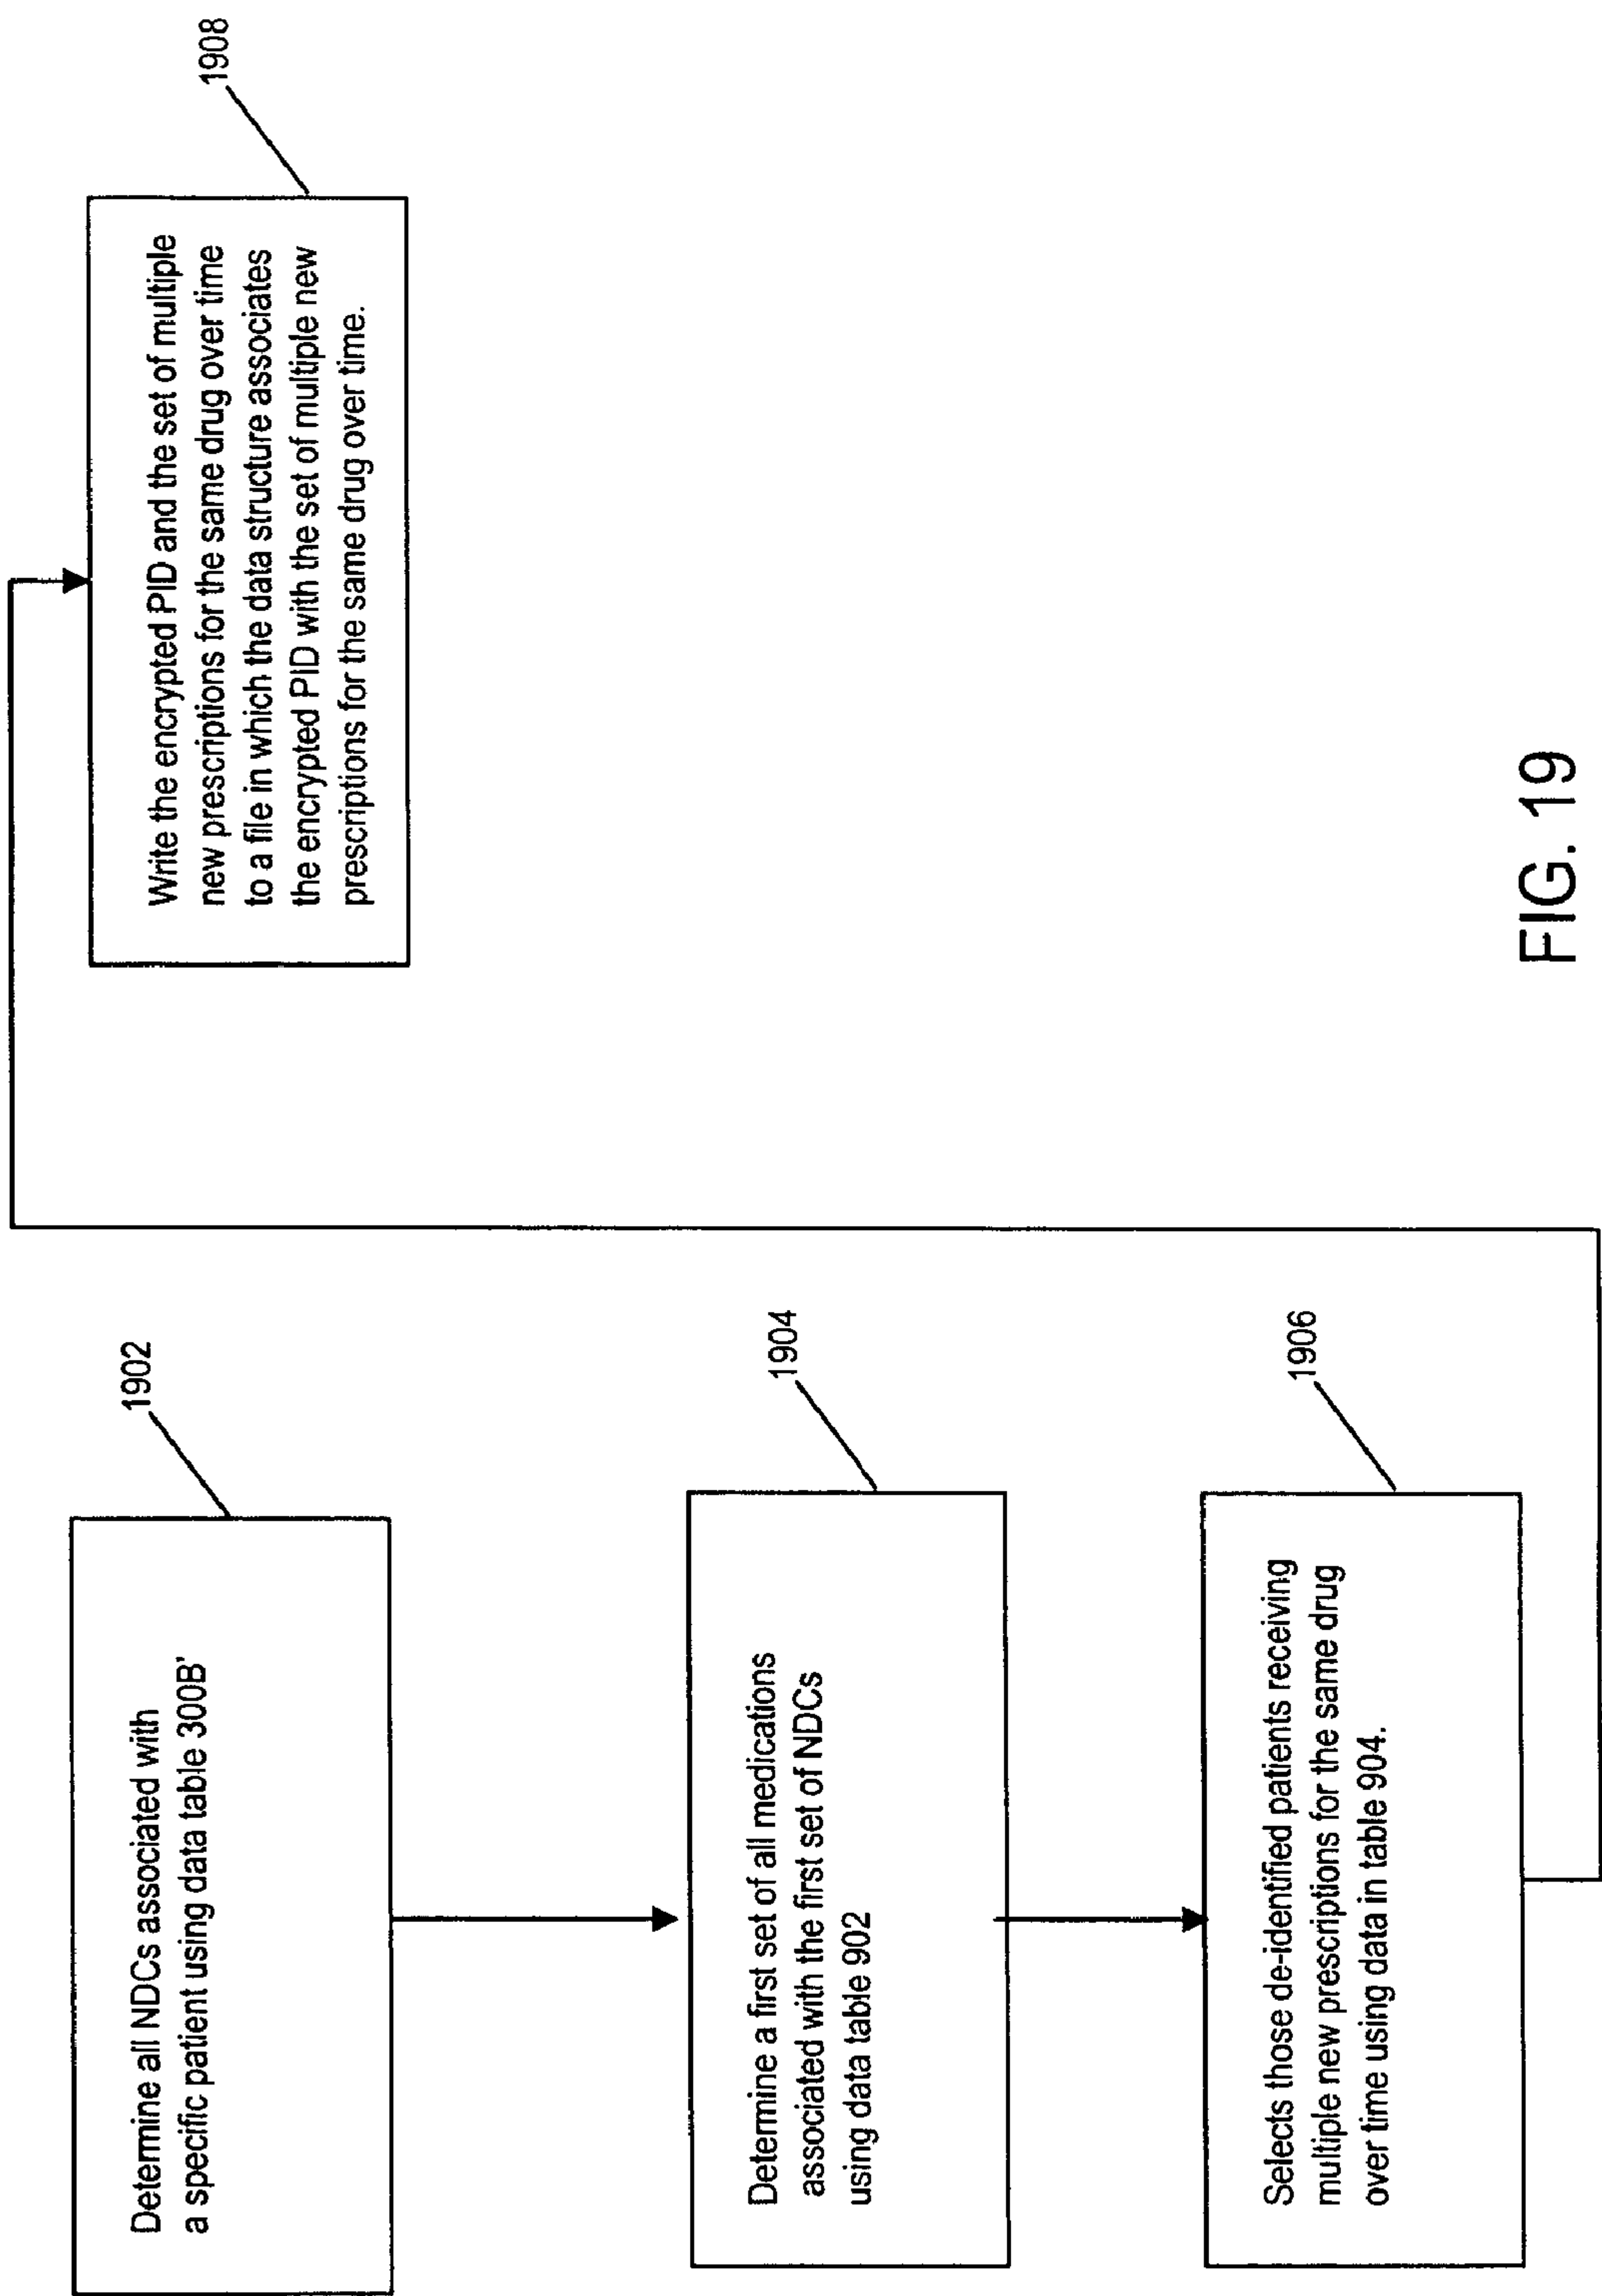 1902
Determine all NDCs associated with
a specific patient using data table 300B'
1904
Determine a first set of all medications
associated with the first set of NDCs
using data table 902
1906
Selects those de-identified patients receiving
multiple new prescriptions for the same drug
over time using data in table 904.
1908
Write the encrypted PID and the set of multiple
new prescriptions for the same drug over time
to a file in which the data structure associates
the encrypted PID with the set of multiple new
prescriptions for the same drug over time.
FIG. 19